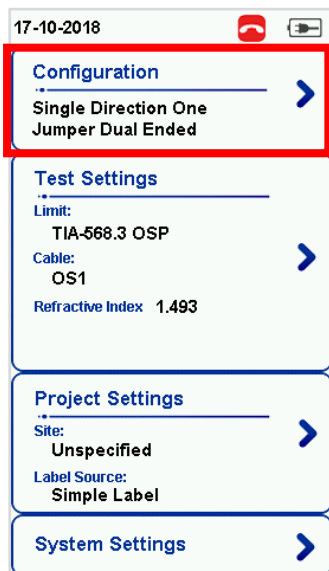 17-10-2018
Configuration
Single Direction One
Jumper Dual Ended
Test Settings
Limit:
TIA-568.3 OSP
Cable:
OS1
Refractive Index 1.493
Project Settings
Site:
Unspecified
Label Source:
Simple Label
System Settings